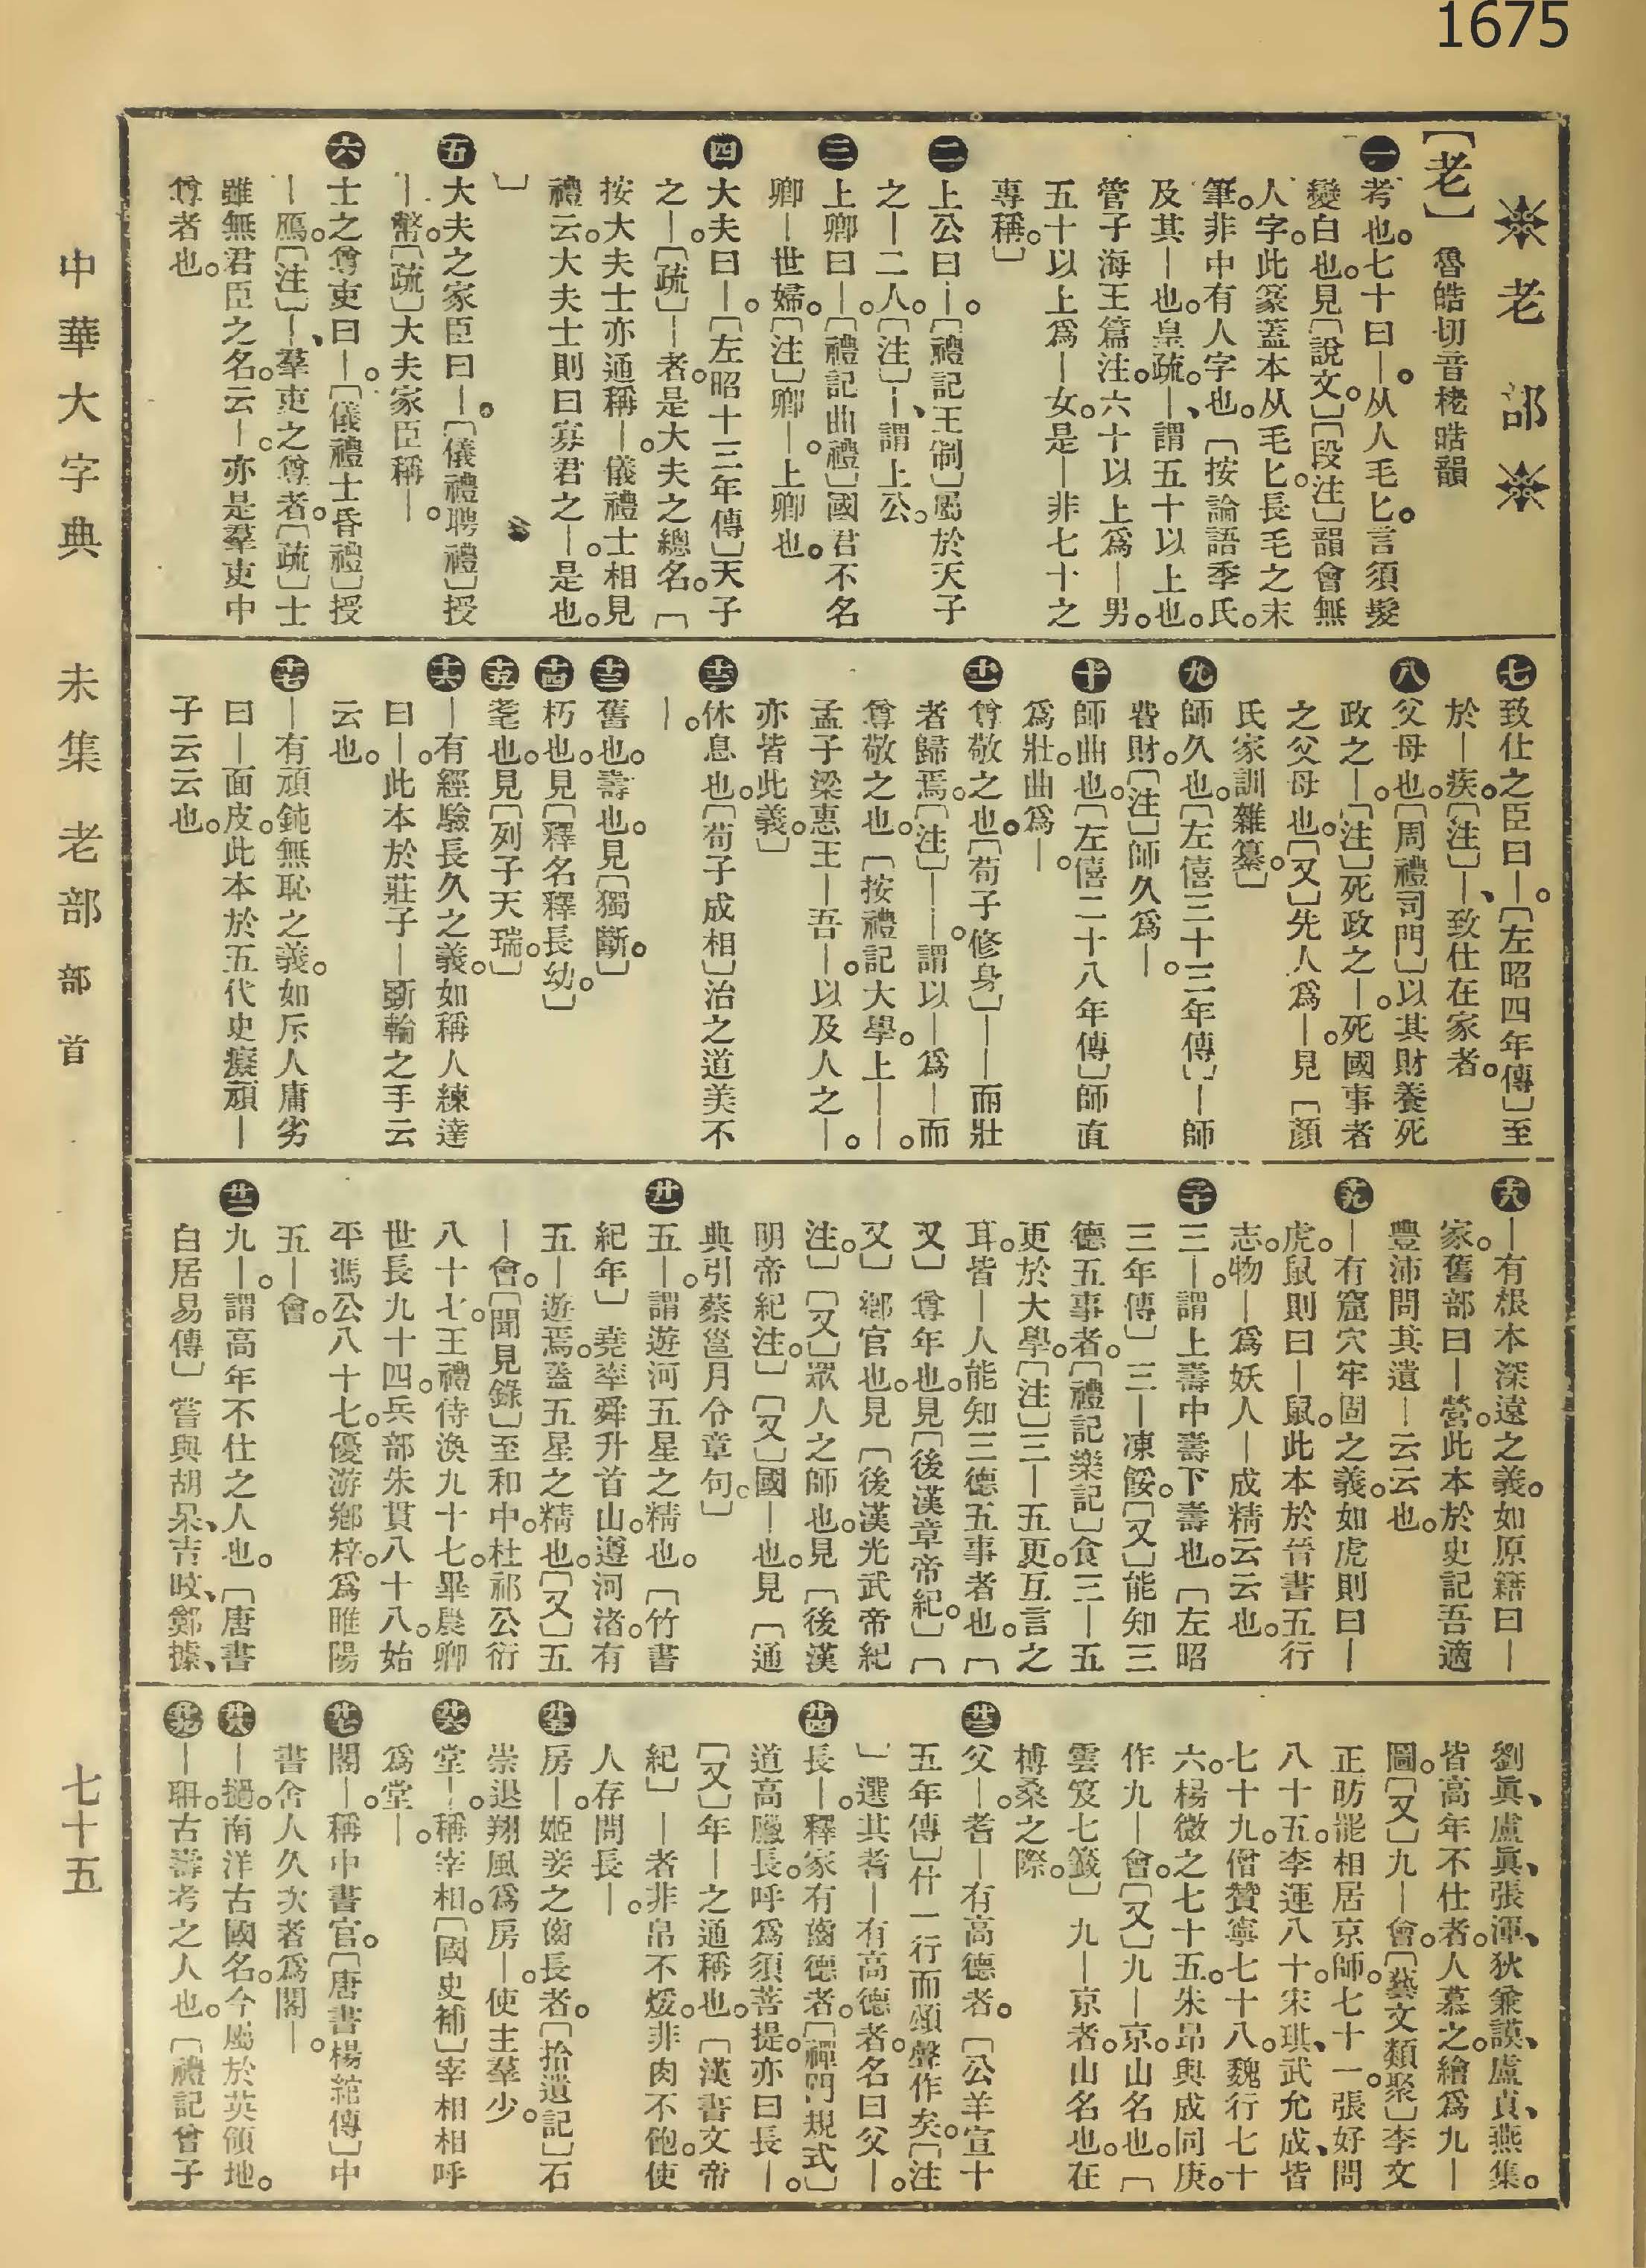 1675
老部
【老】魯皓切音栳晧韻
㊀考也。七十曰｜。从人毛匕。言須髮
變白也。見〔說文。〕〔段注〕韻會無
人字。此篆蓋本从毛匕。長毛之末
筆。非中有人字也。〔按論語季氏。
及其｜也。皇疏。｜、謂五十以上也。
管子海王篇注。六十以上爲｜男。
五十以上爲｜女。是｜非七十之
專稱。〕
㊁上公曰｜。〔禮記王制〕屬於天子
之｜二人。〔注〕｜、謂上公。
㊂上卿曰｜。〔禮記曲禮〕國君不名
卿｜世婦。〔注〕卿｜。上卿也。
㊃大夫曰｜。〔左昭十三年傳〕天子
之｜。〔疏〕｜者。是大夫之總名。〔
按大夫士亦通稱｜。儀禮士相見
禮云。大夫士則曰寡君之｜。是也。
〕
㊄大夫之家臣曰｜。〔儀禮聘禮〕授
｜幣。〔疏〕大夫家臣稱｜。
㊅士之尊吏曰｜。〔儀禮士昏禮〕授
｜鴈。〔注〕｜、羣吏之尊者。〔疏〕士
雖無君臣之名。云｜。亦是羣吏中
尊者也。
㊆致仕之臣曰｜。〔左昭四年傳〕至
於｜疾。〔注〕｜、致仕在家者。
㊇父母也。〔周禮司門〕以其財養死
政之｜。〔注〕死政之｜。死國事者
之父母也。〔又〕先人爲｜。見〔顏
氏家訓雜纂。〕
㊈師久也。〔左僖三十三年傳〕｜師
費財。〔注〕師久爲｜。
㊉師曲也。〔左僖二十八年傳〕師直
爲壯。曲爲｜。
⑪尊敬之也。〔荀子修身〕｜｜而壯
者歸焉。〔注〕｜｜。謂以｜爲｜而
尊敬之也。〔按禮記大學。上｜｜。
孟子梁惠王｜吾｜。以及人之｜。
亦皆此義。〕
⑫休息也。〔荀子成相〕治之道美不
｜。
⑬舊也。壽也。見〔獨斷。〕
⑭朽也。見〔釋名釋長幼。〕
⑮耄也。見〔列子天瑞。〕
⑯｜有經驗長久之義。如稱人練達
曰｜。此本於莊子｜斲輪之手云
云也。
⑰｜有頑鈍無恥之義。如斥人庸劣
曰｜面皮。此本於五代史癡頑｜
子云云也。
⑱｜有根本深遠之義。如原籍曰｜
家。舊部曰｜營。此本於史記吾適
豐沛問其遺｜云云也。
⑲｜有窟穴牢固之義。如虎則曰｜
虎。鼠則曰｜鼠。此本於晉書五行
志。物｜爲妖。人｜成精云云也。
⑳三｜。謂上壽中壽下壽也。〔左昭
三年傳〕三｜凍餒。〔又〕能知三
德五事者。〔禮記樂記〕食三｜五
更於大學。〔注〕三｜五更。互言之
耳。皆｜人能知三德五事者也。〔
又〕尊年也。見〔後漢章帝紀。〕〔
又〕鄉官也。見〔後漢光武帝紀
注。〕〔又〕眾人之師也。見〔後漢
明帝紀注。〕〔又〕國｜也。見〔通
典引蔡邕月令章句。〕
㉑五｜。謂遊河五星之精也。〔竹書
紀年〕堯率舜升首山。遵河渚。有
五｜遊焉。蓋五星之精也。〔又〕五
｜會。〔聞見錄〕至和中。杜祁公衍
八十七。王禮侍渙九十七。畢農卿
世長九十四。兵部朱貫八十八。始
平馮公八十七。優游鄉梓。爲睢陽
五｜會。
㉒九｜。謂高年不仕之人也。〔唐書
白居易傳〕嘗與胡杲、吉旼、鄭據、
劉眞、盧眞、張渾、狄兼謨、盧貞、燕集。
皆高年不仕者。人慕之。繪爲九｜
圖。〔又〕九｜會。〔藝文類聚〕李文
正昉罷相。居京師。七十一。張好問
八十五。李運八十。宋琪、武允成、皆
七十九。僧贊寧七十八。魏行七十
六。楊徵之七十五。朱昂與成同庚。
作九｜會。〔又〕九｜京。山名也。〔
雲笈七籤〕九｜京者。山名也。在
榑桑之際。
㉓父｜。耆｜有高德者。〔公羊宣十
五年傳〕什一行而頌聲作矣。〔注
〕選其耆｜有高德者。名曰父｜。
㉔長｜。釋家有齒德者。〔禪門規式〕
道高臘長。呼爲須菩提。亦曰長｜。
〔又〕年｜之通稱也。〔漢書文帝
紀〕｜者非帛不煖。非肉不飽。使
人存問長｜。
㉕房｜。姬妾之齒長者。〔拾遺記〕石
崇退翔風爲房｜。使主羣少。
㉖堂｜。稱宰相。〔國史補〕宰相相呼
爲堂｜。
㉗閣｜。稱中書官。〔唐書楊綰傳〕中
書舍人久次者爲閣｜。
㉘｜撾。南洋古國名。今屬於英領地。
㉙｜聃。古壽考之人也。〔禮記曾子
中華大字典　未集　老部　部首　七十五